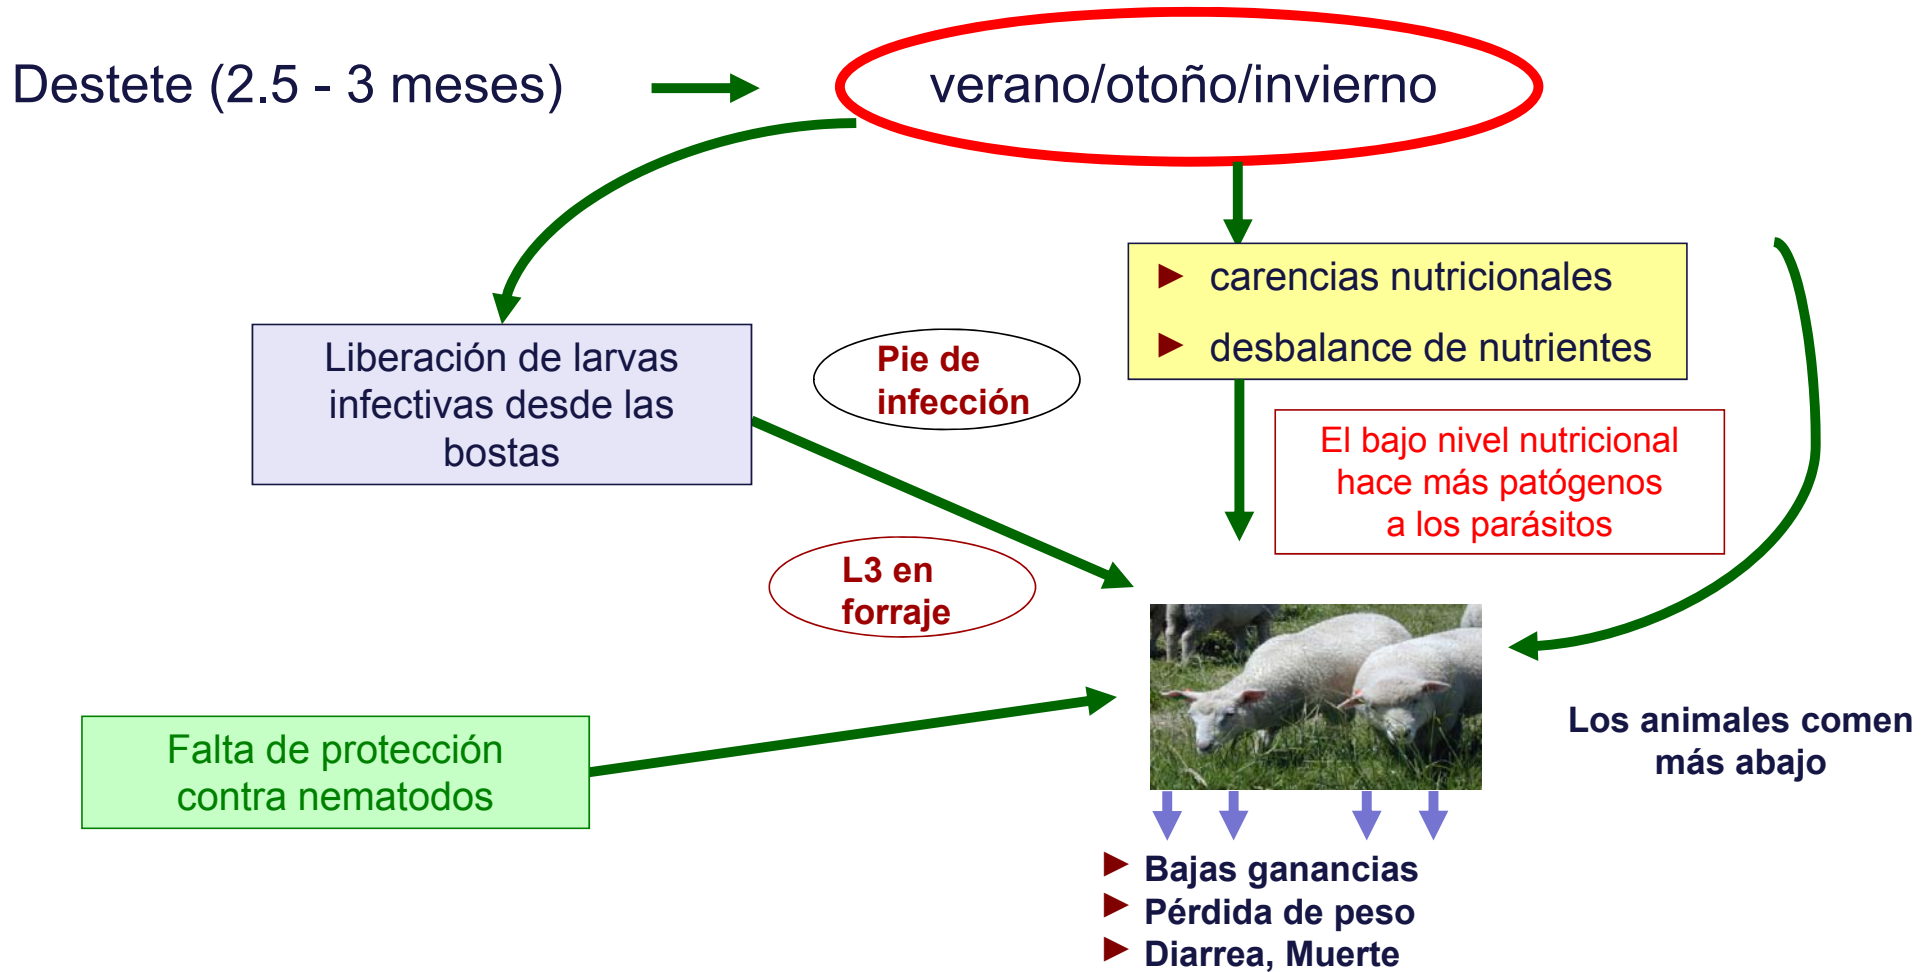 Destete (2.5 - 3 meses)
verano/otoño/invierno
carencias nutricionales
desbalance de nutrientes
Liberación de larvas
infectivas desde las
bostas
Pie de
infección
El bajo nivel nutricional
hace más patógenos
a los parásitos
L3 en
forraje
Falta de protección
contra nematodos
Los animales comen
más abajo
Bajas ganancias
Pérdida de peso
Diarrea, Muerte